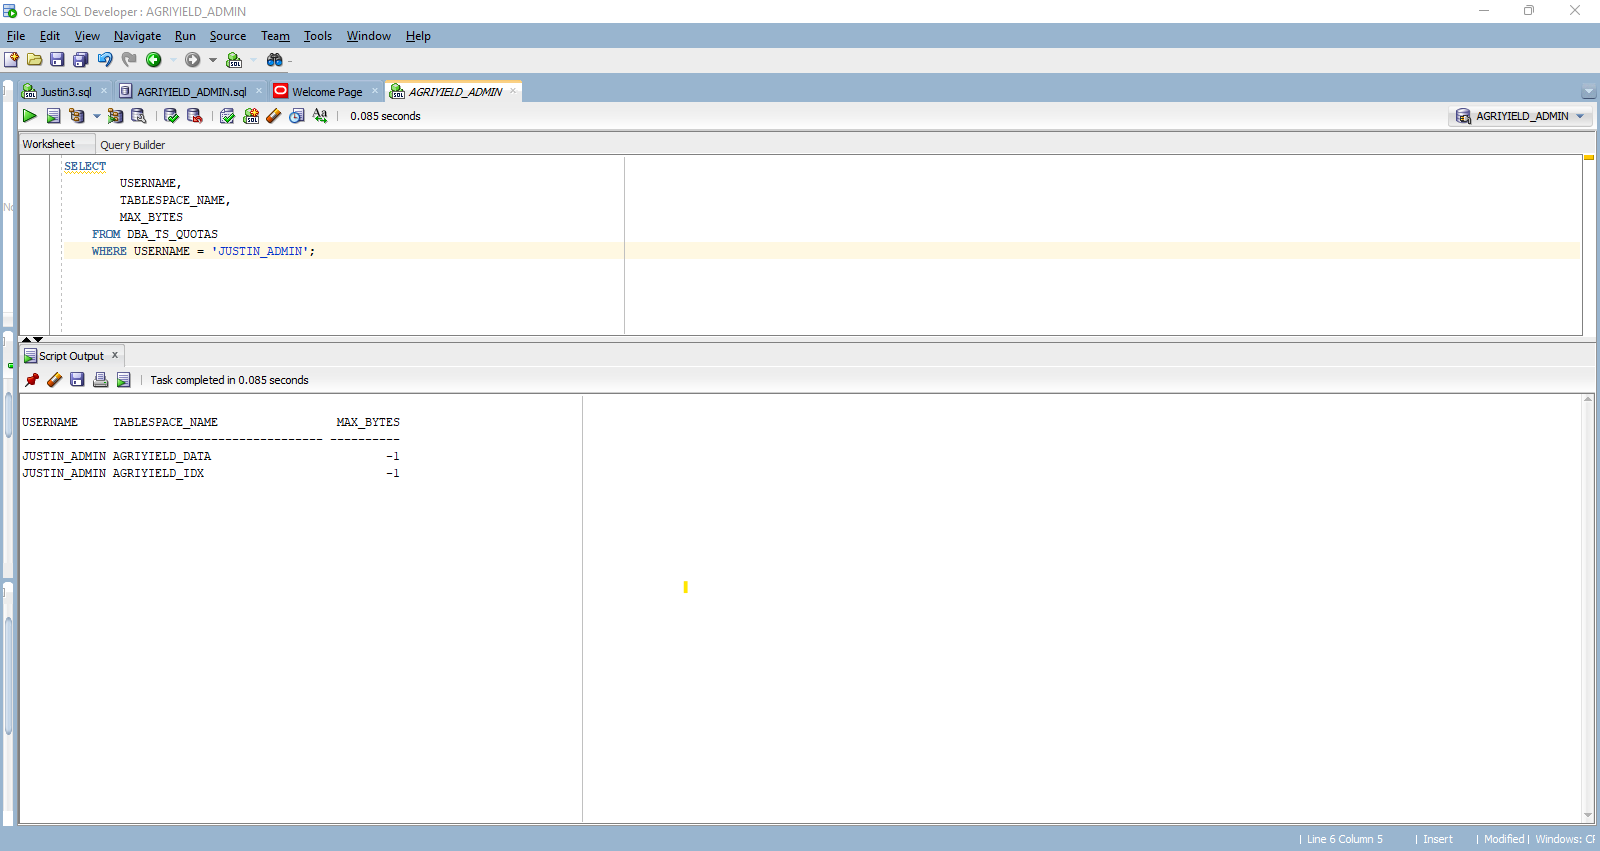 Oracle SQL Developer : AGRIYIELD_ADMIN
File Edit View Navigate Run Source Team Tools Window Help
Justin3.sql AGRIYIELD_ADMIN.sql Welcome Page AGRIYIELD_ADMIN
0.085 seconds AGRIYIELD_ADMIN
Worksheet Query Builder
SELECT
USERNAME,
TABLESPACE_NAME,
MAX_BYTES
FROM DBA_TS_QUOTAS
WHERE USERNAME = 'JUSTIN_ADMIN';
Script Output x
Task completed in 0.085 seconds
USERNAME TABLESPACE_NAME MAX_BYTES
------------ ------------------------------ ----------
JUSTIN_ADMIN AGRIYIELD_DATA -1
JUSTIN_ADMIN AGRIYIELD_IDX -1
| Line 6 Column 5 | Insert | Modified | Windows: